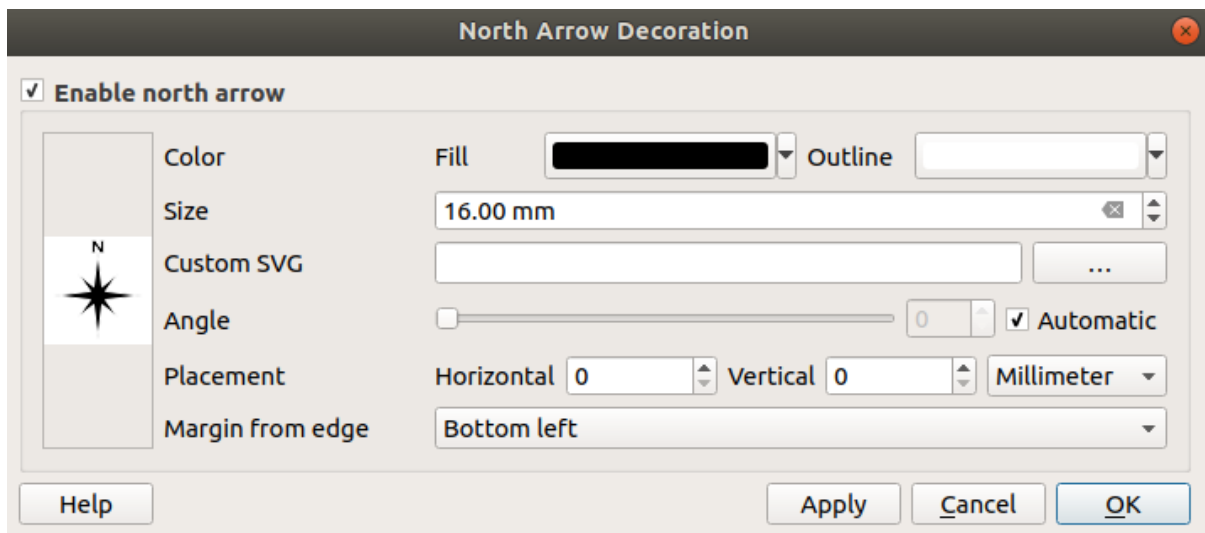 North Arrow Decoration
Enable north arrow
Color Fill Outline
Size 16.00 mm
N
Custom SVG ...
Angle 0 Automatic
Placement Horizontal 0 Vertical 0 Millimeter
Margin from edge Bottom left
Help Apply Cancel OK